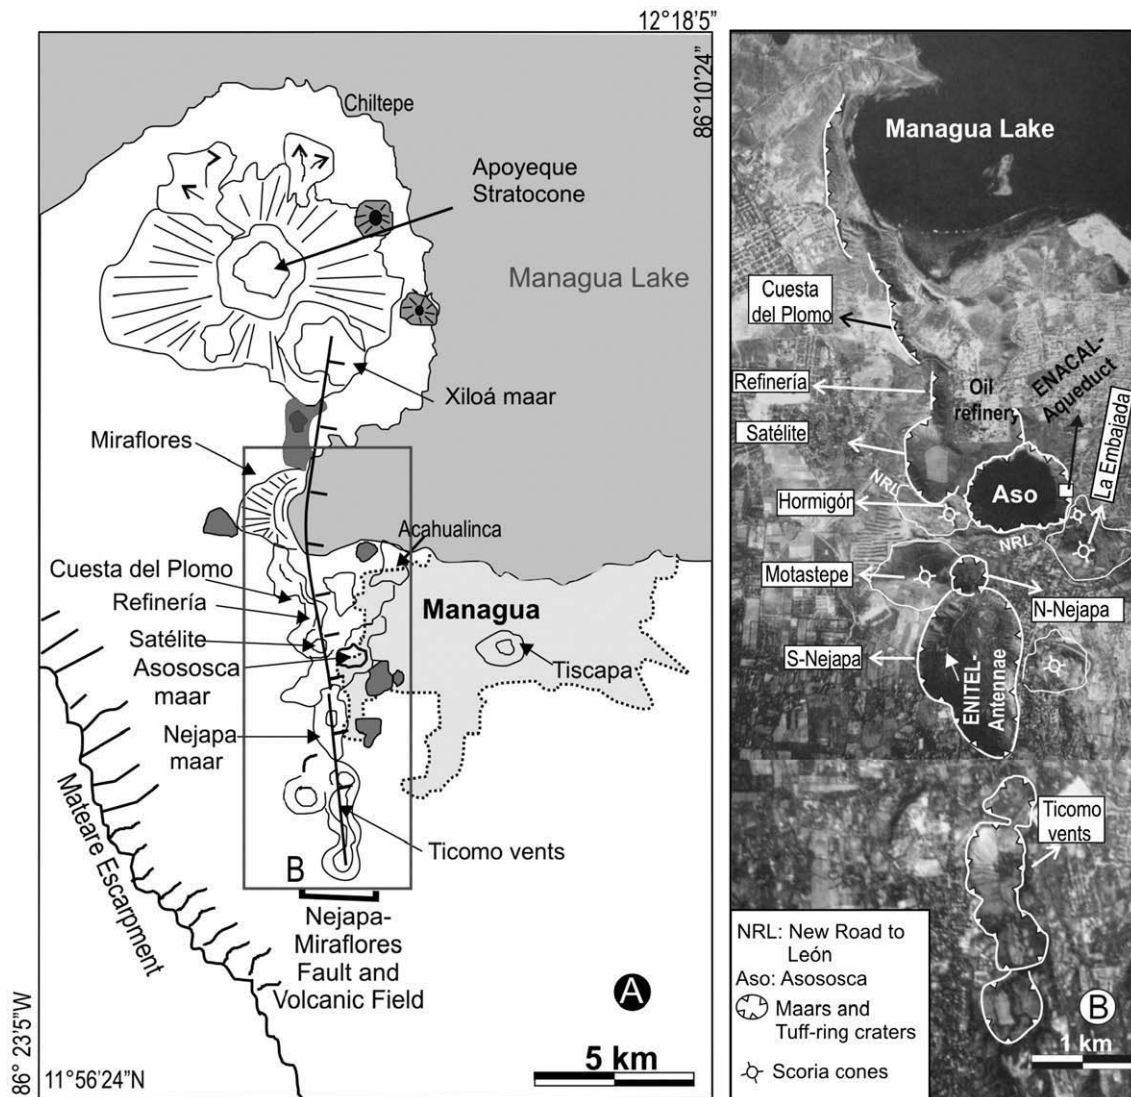 12°18'5"
86°10'24"
Chiltepe
Apoyeque
Stratocone
Managua Lake
Xiloá maar
Miraflores
Acahualinca
Cuesta del Plomo
Refinería
Managua
Satélite
Asososca
maar
Tiscapa
Nejapa
maar
Mateare Escarpment
Ticomo vents
B
Nejapa-
Miraflores
Fault and
Volcanic Field
A
5 km
86° 23'5"W
11°56'24"N
Managua Lake
Cuesta
del Plomo
ENACAL-
Aqueduct
Refinería
Oil
refinery
Satélite
La Embajada
NRL
Hormigór
Aso
NRL
Motastepe
N-Nejapa
S-Nejapa
ENITEL-
Antennae
Ticomo
vents
NRL: New Road to
León
Aso: Asososca
Maars and
Tuff-ring craters
Scoria cones
B
1 km